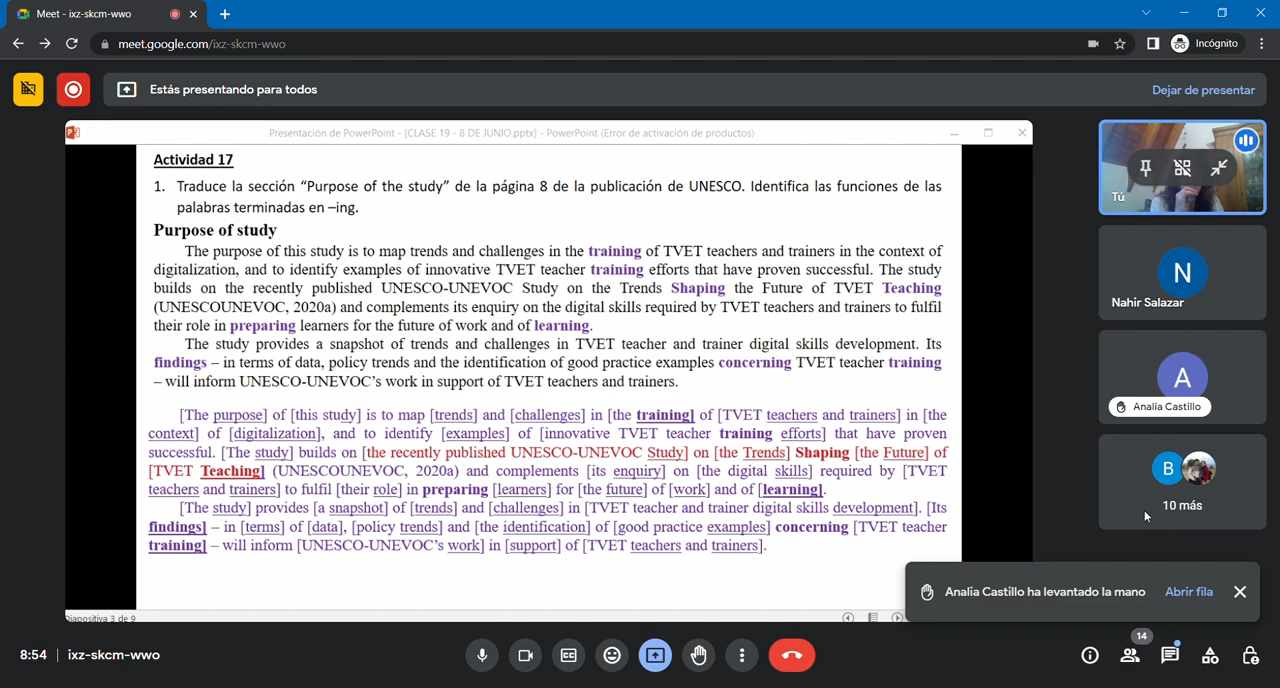 Meet - ixz-skcm-wwo
meet.google.com/ixz-skcm-wwo
Incógnito
Estás presentando para todos
Dejar de presentar
Presentación de PowerPoint - [CLASE 19 - 8 DE JUNIO.pptx] - PowerPoint (Error de activación de productos)
Actividad 17
1. Traduce la sección “Purpose of the study” de la página 8 de la publicación de UNESCO. Identifica las funciones de las
palabras terminadas en –ing.
Purpose of study
The purpose of this study is to map trends and challenges in the training of TVET teachers and trainers in the context of
digitalization, and to identify examples of innovative TVET teacher training efforts that have proven successful. The study
builds on the recently published UNESCO-UNEVOC Study on the Trends Shaping the Future of TVET Teaching
(UNESCOUNEVOC, 2020a) and complements its enquiry on the digital skills required by TVET teachers and trainers to fulfil
their role in preparing learners for the future of work and of learning.
The study provides a snapshot of trends and challenges in TVET teacher and trainer digital skills development. Its
findings – in terms of data, policy trends and the identification of good practice examples concerning TVET teacher training
– will inform UNESCO-UNEVOC’s work in support of TVET teachers and trainers.
[The purpose] of [this study] is to map [trends] and [challenges] in [the training] of [TVET teachers and trainers] in [the
context] of [digitalization], and to identify [examples] of [innovative TVET teacher training efforts] that have proven
successful. [The study] builds on [the recently published UNESCO-UNEVOC Study] on [the Trends] Shaping [the Future] of
[TVET Teaching] (UNESCOUNEVOC, 2020a) and complements [its enquiry] on [the digital skills] required by [TVET
teachers and trainers] to fulfil [their role] in preparing [learners] for [the future] of [work] and of [learning].
[The study] provides [a snapshot] of [trends] and [challenges] in [TVET teacher and trainer digital skills development]. [Its
findings] – in [terms] of [data], [policy trends] and [the identification] of [good practice examples] concerning [TVET teacher
training] – will inform [UNESCO-UNEVOC’s work] in [support] of [TVET teachers and trainers].
Diapositiva 3 de 9
Tú
N
Nahir Salazar
A
Analia Castillo
B
10 más
Analia Castillo ha levantado la mano
Abrir fila
8:54
ixz-skcm-wwo
14